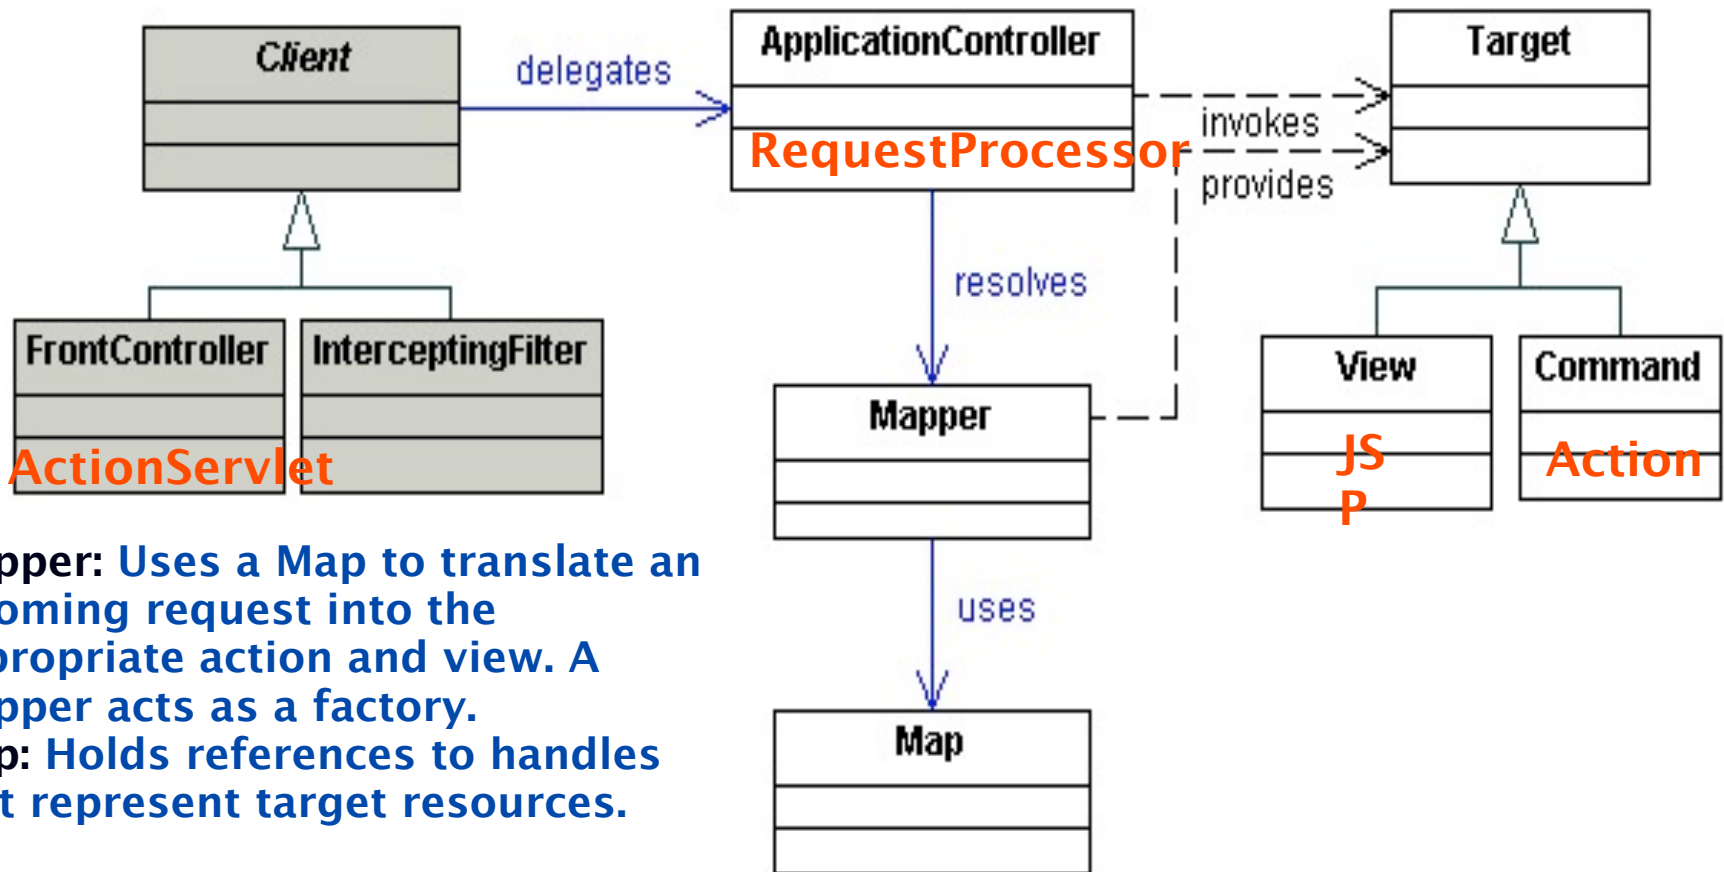 Client
delegates
ApplicationController
RequestProcessor
invokes
provides
Target
resolves
FrontController
ActionServlet
InterceptingFilter
Mapper
View
JS
P
Command
Action
uses
Map
pper: Uses a Map to translate an
oming request into the
propriate action and view. A
pper acts as a factory.
p: Holds references to handles
t represent target resources.